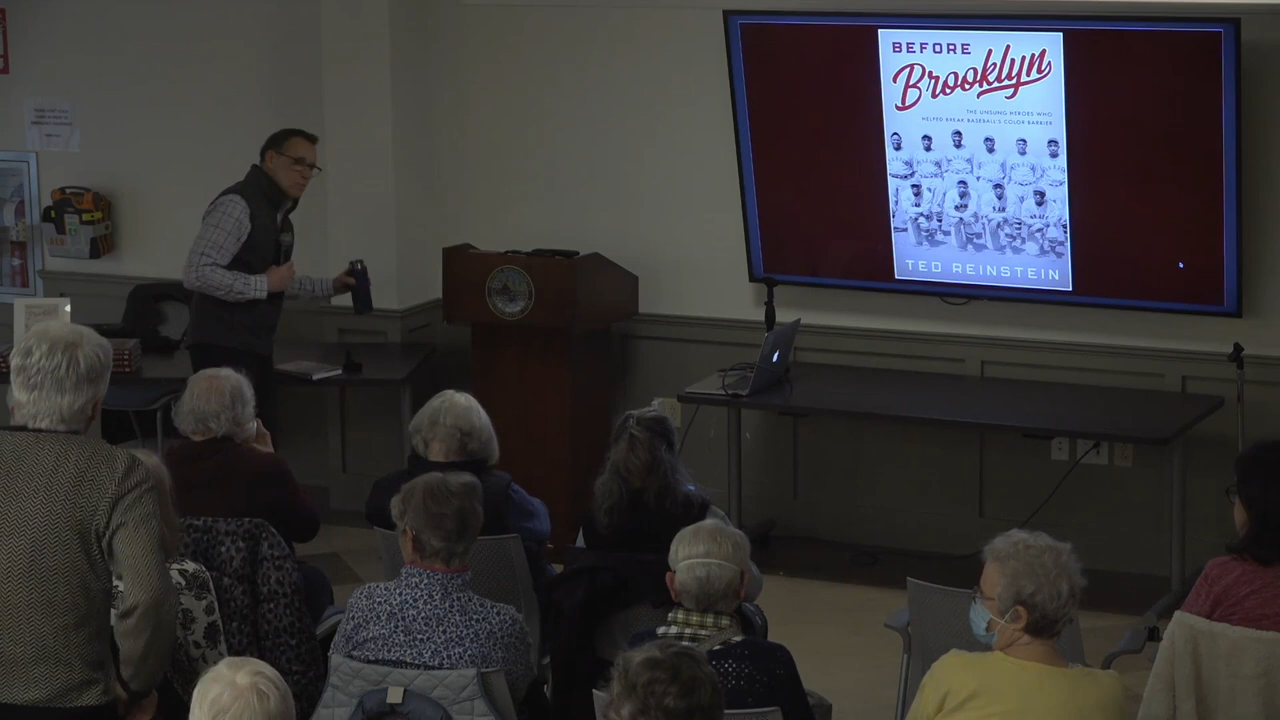 BEFORE
Brooklyn
THE UNSUNG HEROES WHO
HELPED BREAK BASEBALL'S COLOR BARRIER
TED REINSTEIN